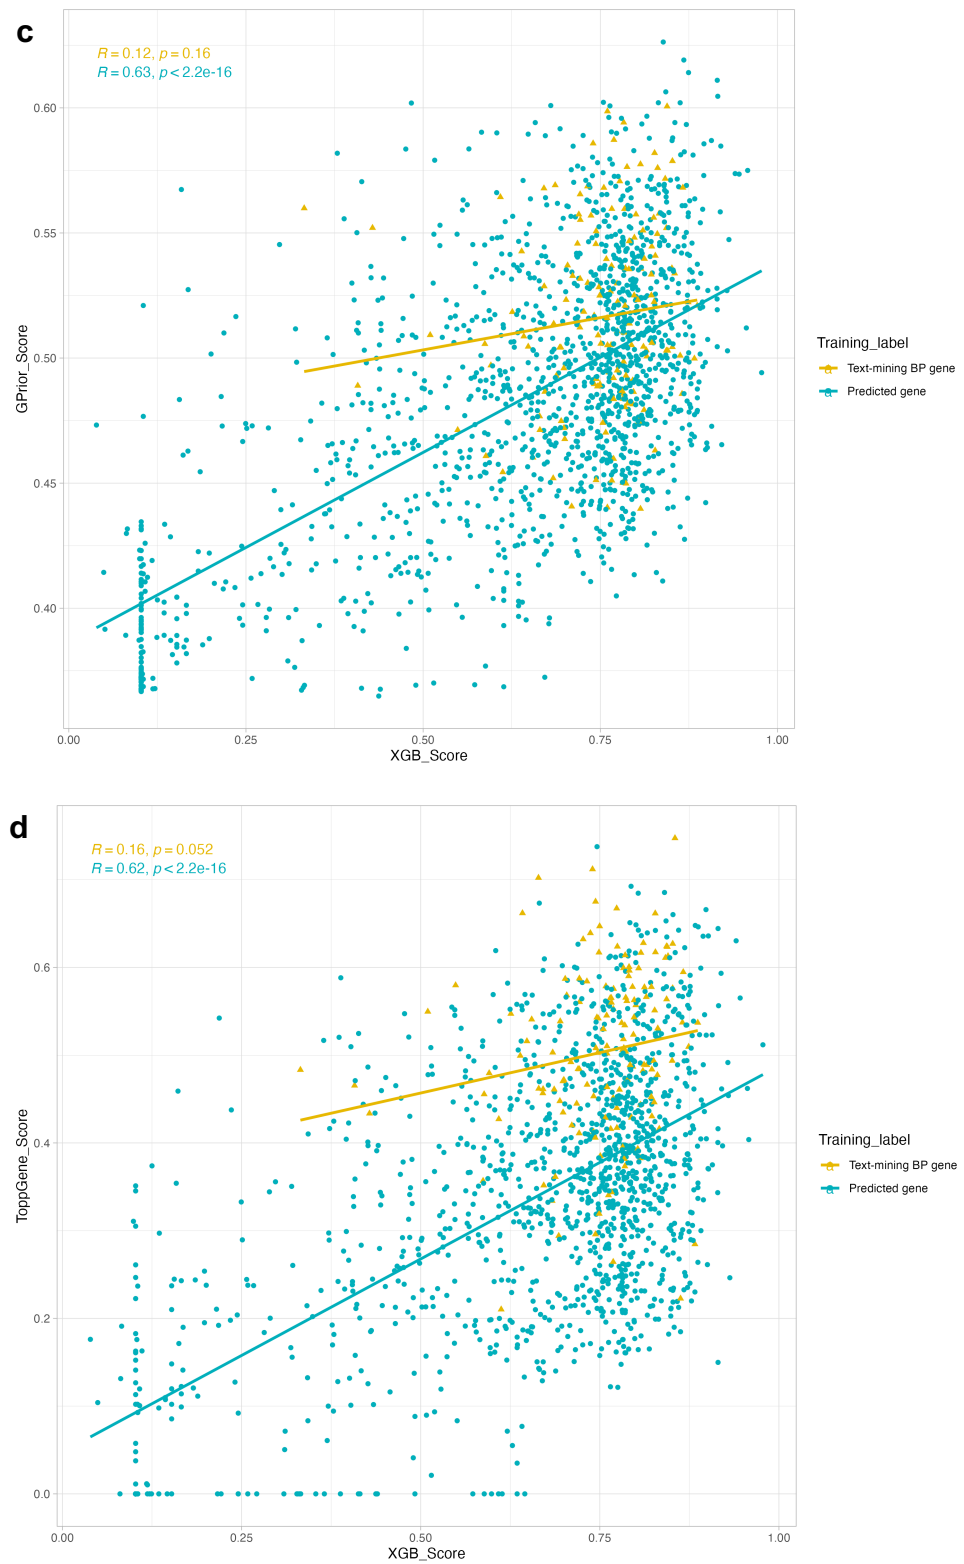 c
R = 0.12, p = 0.16
R = 0.63, p < 2.2e-16
0.60
0.55
0.50
0.45
0.40
GPrior_Score
0.00 0.25 0.50 0.75 1.00
XGB_Score
Training_label
a Text-mining BP gene
a Predicted gene
d
R = 0.16, p = 0.052
R = 0.62, p < 2.2e-16
0.6
0.4
0.2
0.0
ToppGene_Score
0.00 0.25 0.50 0.75 1.00
XGB_Score
Training_label
a Text-mining BP gene
a Predicted gene